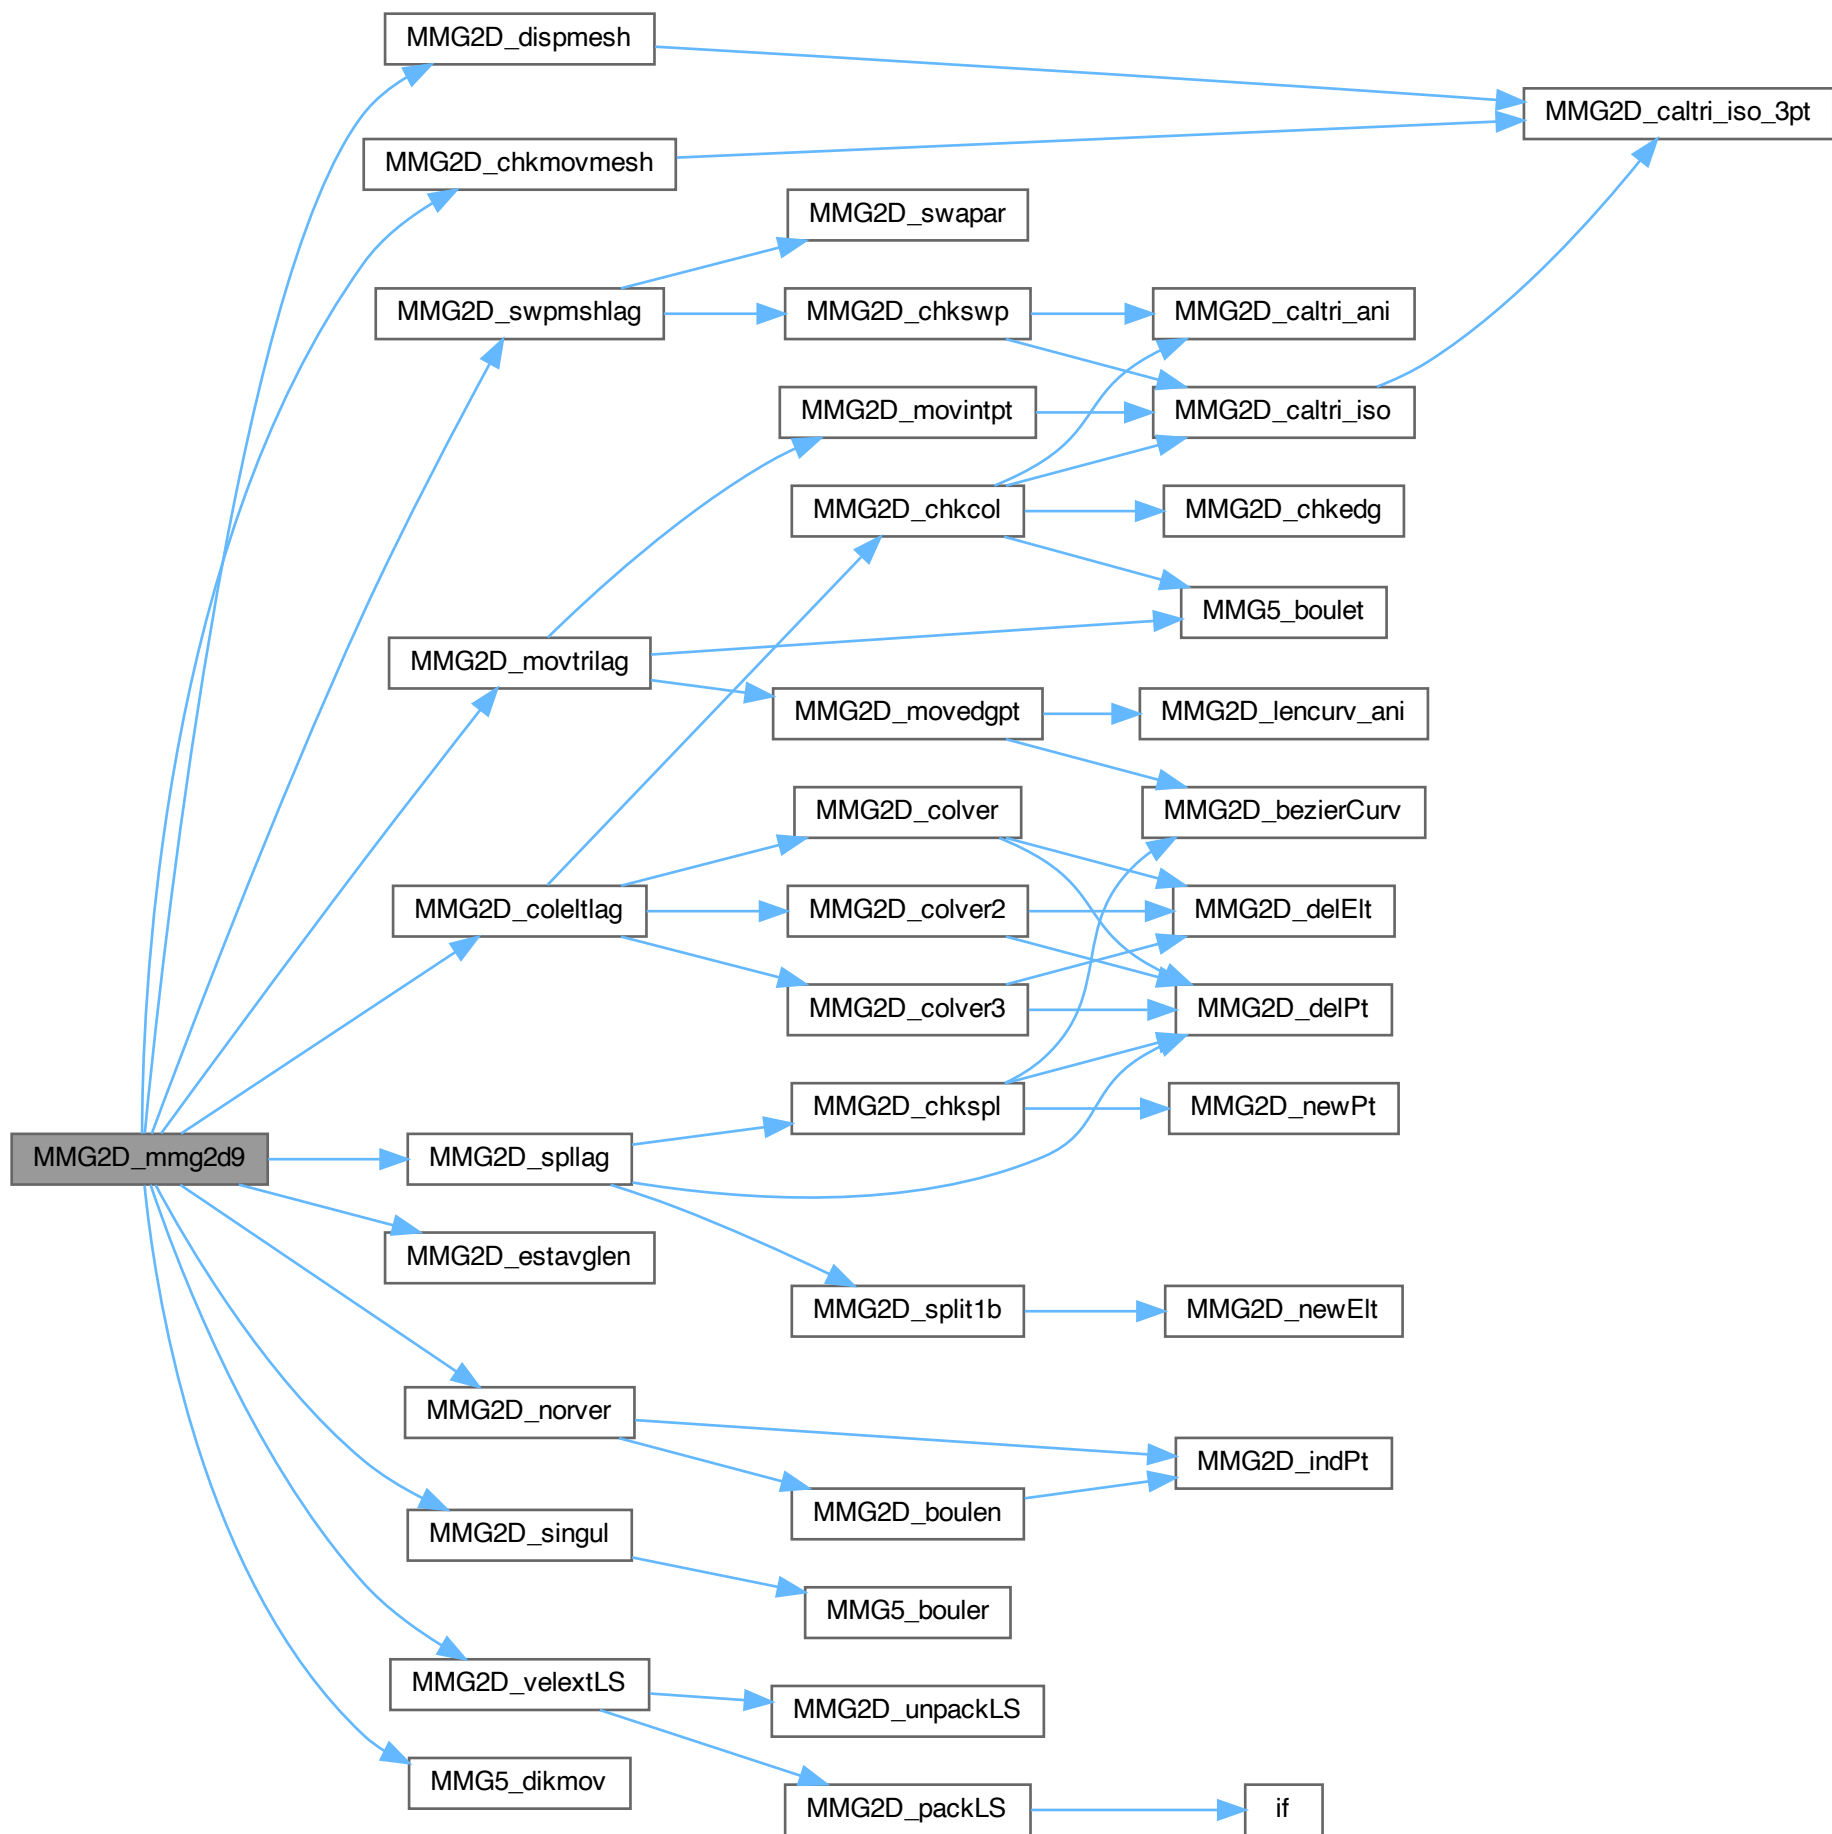 MMG2D_dispmesh
MMG2D_caltri_iso_3pt
MMG2D_chkmovmesh
MMG2D_swapar
MMG2D_swpmshlag
MMG2D_chkswp
MMG2D_caltri_ani
MMG2D_movintpt
MMG2D_caltri_iso
MMG2D_chkcol
MMG2D_chkedg
MMG5_boulet
MMG2D_movtrilag
MMG2D_movedgpt
MMG2D_lencurv_ani
MMG2D_colver
MMG2D_bezierCurv
MMG2D_coleltlag
MMG2D_colver2
MMG2D_delElt
MMG2D_colver3
MMG2D_delPt
MMG2D_chkspl
MMG2D_newPt
MMG2D_mmg2d9
MMG2D_spllag
MMG2D_estavglen
MMG2D_split1b
MMG2D_newElt
MMG2D_norver
MMG2D_indPt
MMG2D_boulen
MMG2D_singul
MMG5_bouler
MMG2D_velextLS
MMG2D_unpackLS
MMG5_dikmov
MMG2D_packLS
if